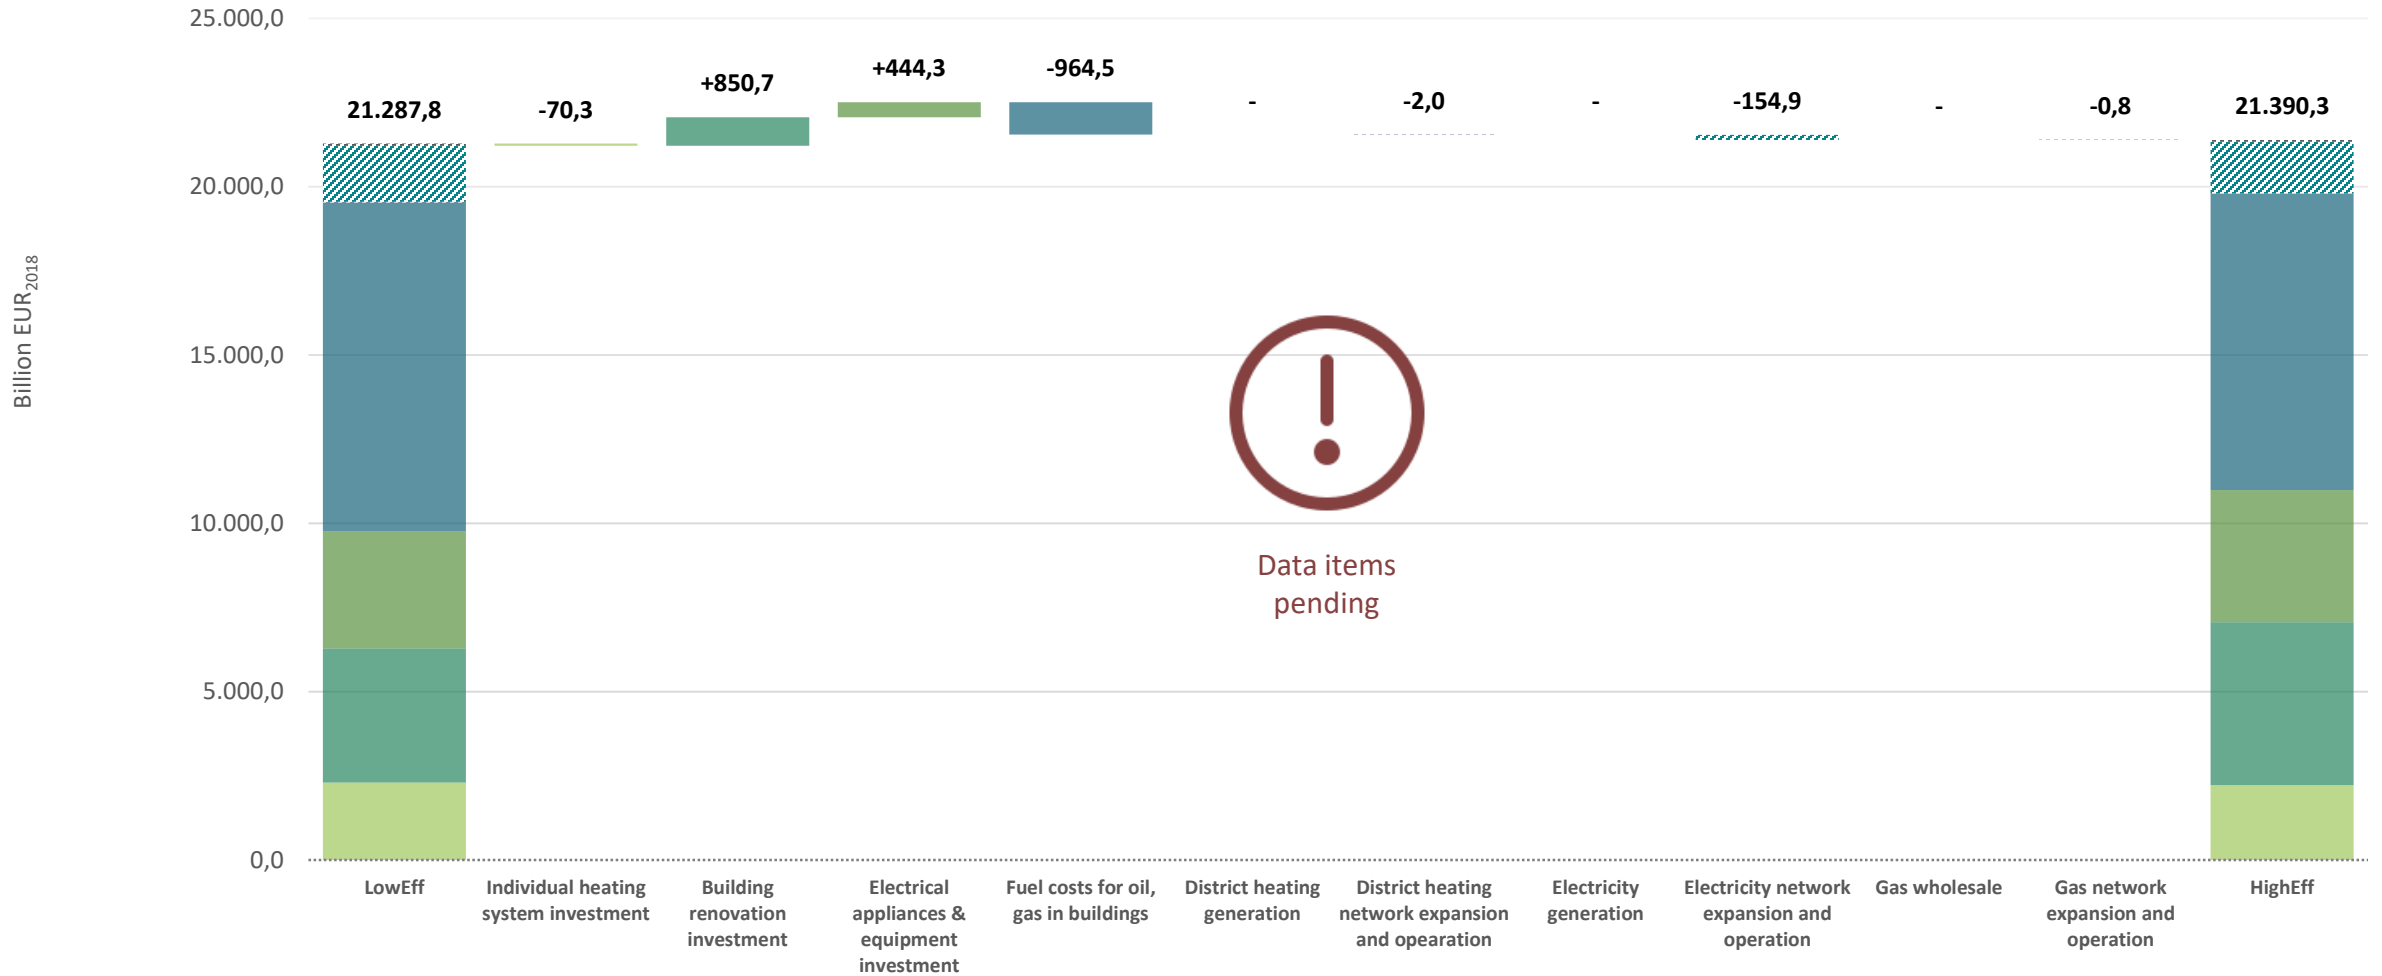 25.000,0
20.000,0
15.000,0
10.000,0
5.000,0
0,0
Billion EUR2018
21.287,8
-70,3
+850,7
+444,3
-964,5
-
-2,0
-
-154,9
-
-0,8
21.390,3
Data items
pending
LowEff
Individual heating
system investment
Building
renovation
investment
Electrical
appliances &
equipment
investment
Fuel costs for oil,
gas in buildings
District heating
generation
District heating
network expansion
and opearation
Electricity
generation
Electricity network
expansion and
operation
Gas wholesale
Gas network
expansion and
operation
HighEff